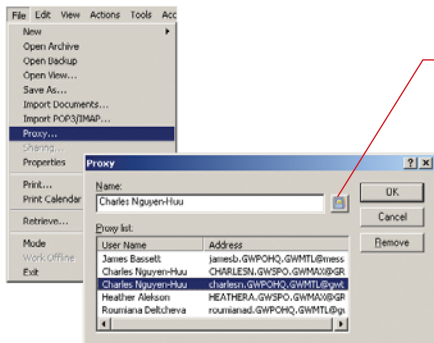 File Edit View Actions Tools Acc
New
Open Archive
Open Backup
Open View...
Save As...
Import Documents...
Import POP3/IMAP...
Proxy...
Sharing...
Properties
Print...
Print Calendar
Retrieve...
Mode
Work Offline
Exit
Proxy
Name:
Charles Nguyen-Huu
OK
Cancel
Remove
Proxy list:
User Name Address
James Bassett jamesb.GWPOHQ.GWMTL@mess
Charles Nguyen-Huu CHARLESN.GWSPO.GWMAX@GR
Charles Nguyen-Huu charlesn.GWPOHQ.GWMTL@gwt
Heather Alekson HEATHERA.GWSPO.GWMAX@GR
Roumiana Deltcheva roumianad.GWPOHQ.GWMTL@g